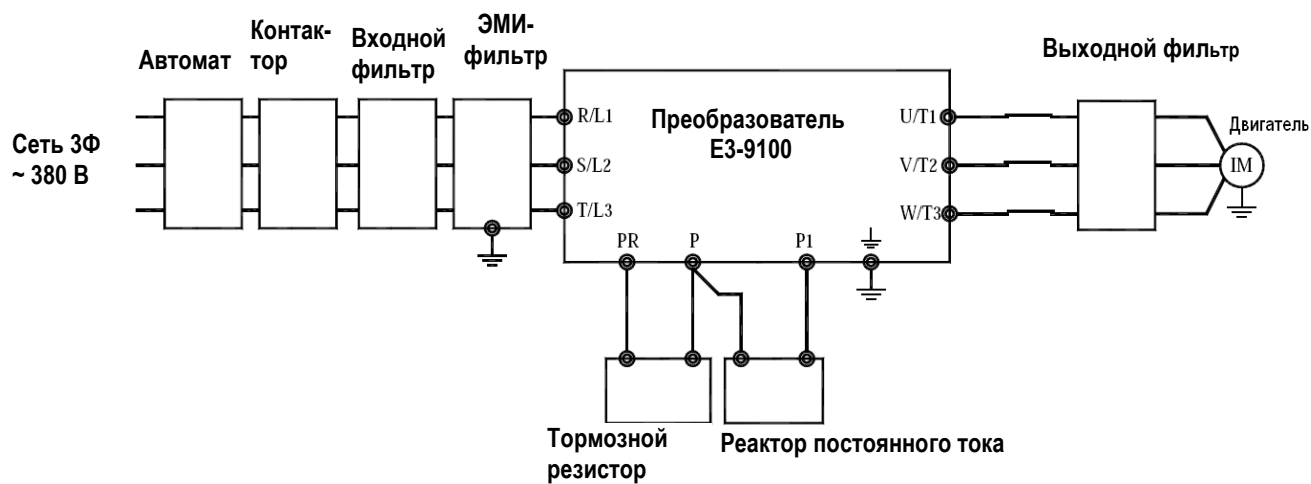 Автомат
Контак-
тор
Входной
фильтр
ЭМИ-
фильтр
Выходной фильтр
Сеть 3Ф
~ 380 В
R/L1
S/L2
T/L3
Преобразователь
E3-9100
U/T1
V/T2
W/T3
Двигатель
IM
PR
P
P1
Тормозной
резистор
Реактор постоянного тока